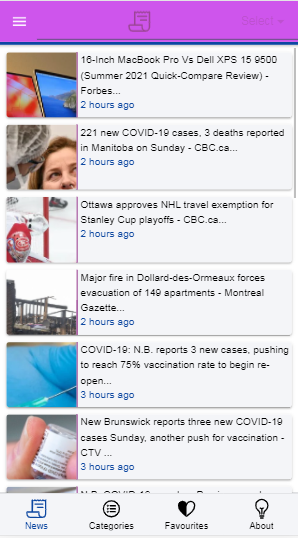 Select
16-Inch MacBook Pro Vs Dell XPS 15 9500
(Summer 2021 Quick-Compare Review) -
Forbes...
2 hours ago
221 new COVID-19 cases, 3 deaths reported
in Manitoba on Sunday - CBC.ca...
2 hours ago
Ottawa approves NHL travel exemption for
Stanley Cup playoffs - CBC.ca...
2 hours ago
Major fire in Dollard-des-Ormeaux forces
evacuation of 149 apartments - Montreal
Gazette...
2 hours ago
COVID-19: N.B. reports 3 new cases, pushing
to reach 75% vaccination rate to begin re-
open...
3 hours ago
New Brunswick reports three new COVID-19
cases Sunday, another push for vaccination -
CTV ...
3 hours ago
News
Categories
Favourites
About